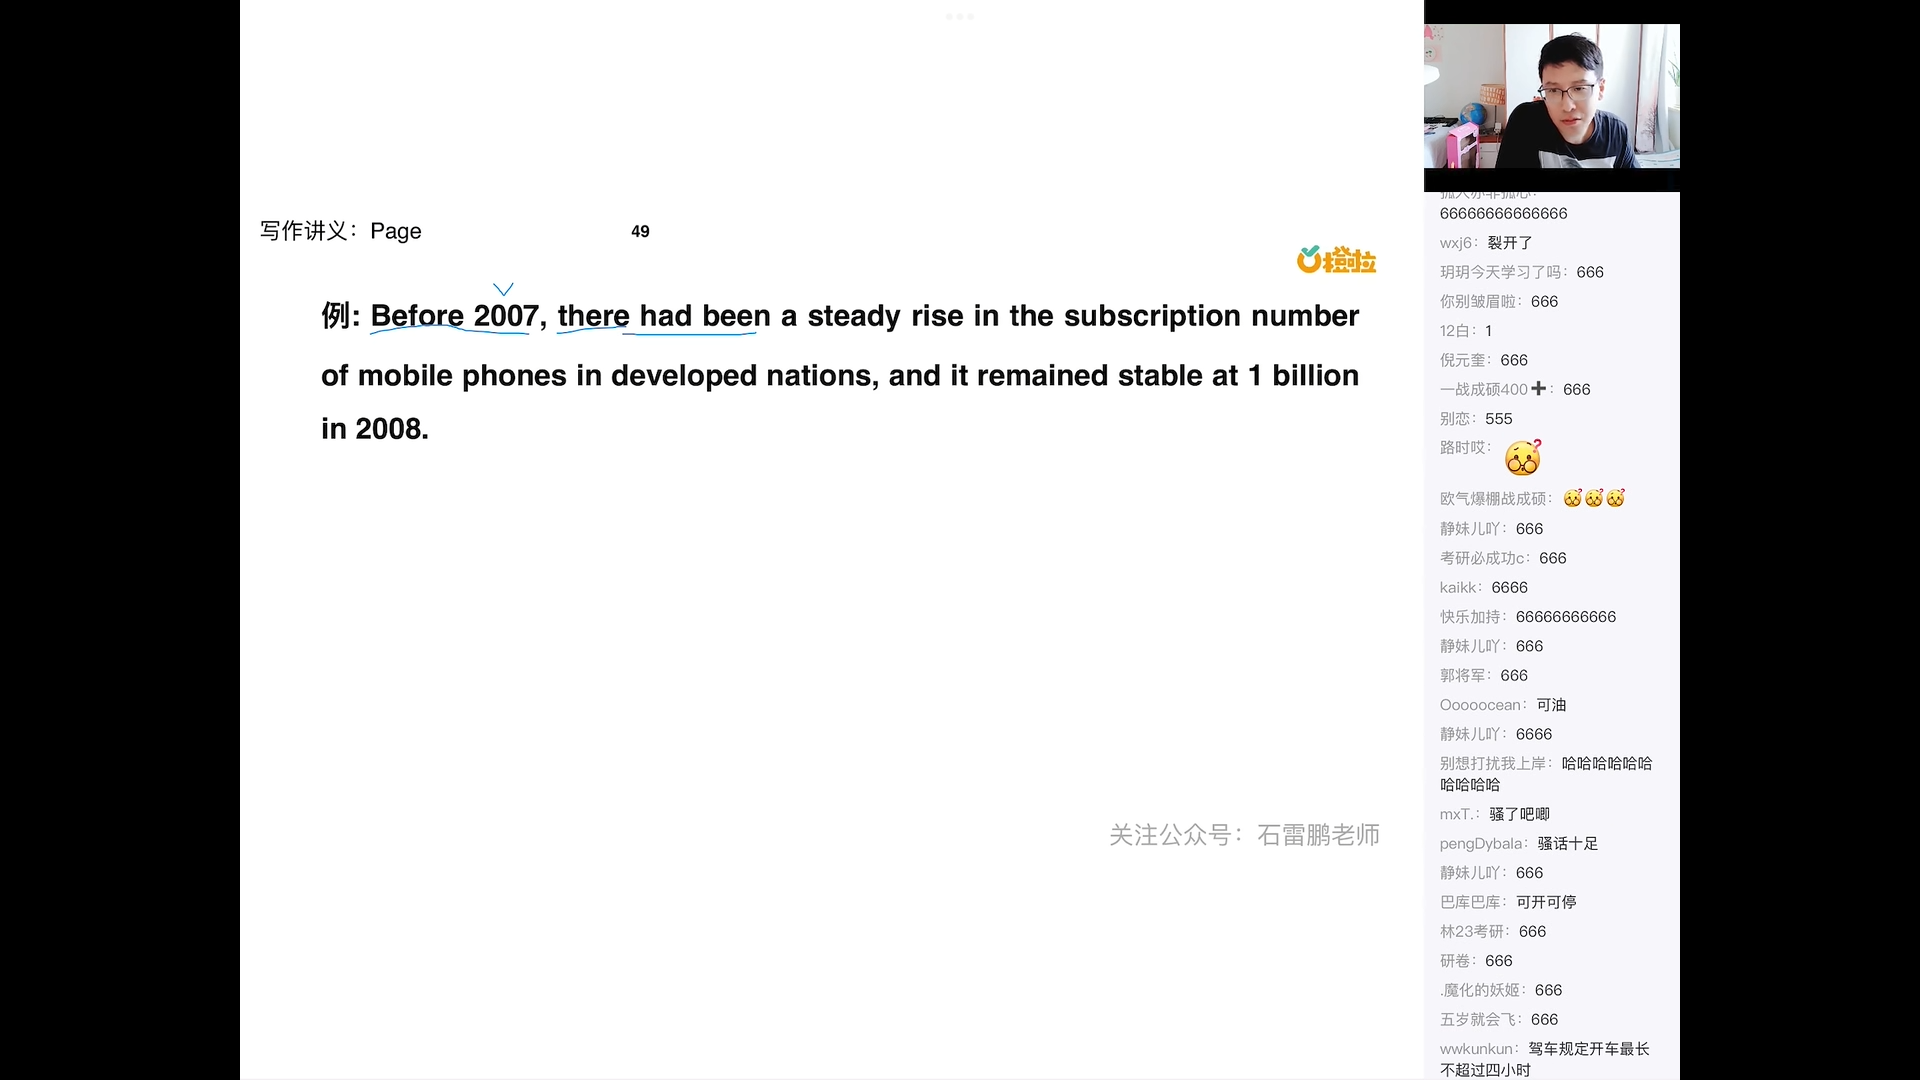 写作讲义：Page 49
橙啦
例: Before 2007, there had been a steady rise in the subscription number
of mobile phones in developed nations, and it remained stable at 1 billion
in 2008.
关注公众号：石雷鹏老师
66666666666666
wxj6：裂开了
玥玥今天学习了吗：666
你别皱眉啦：666
12白：1
倪元奎：666
一战成硕400➕：666
别恋：555
路时哎：
欧气爆棚战成硕：
静妹儿吖：666
考研必成功c：666
kaikk：6666
快乐加持：66666666666
静妹儿吖：666
郭将军：666
Ooooocean：可油
静妹儿吖：6666
别想打扰我上岸：哈哈哈哈哈哈
哈哈哈哈
mxT.：骚了吧唧
pengDybala：骚话十足
静妹儿吖：666
巴库巴库：可开可停
林23考研：666
研卷：666
.魔化的妖姬：666
五岁就会飞：666
wwkunkun：驾车规定开车最长
不超过四小时